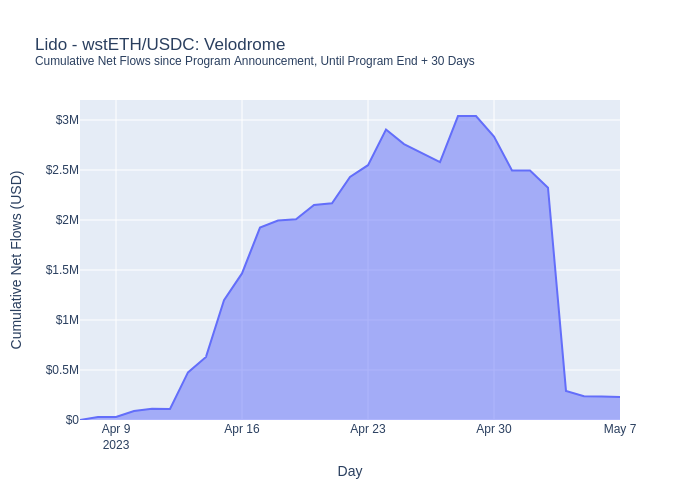 Lido - wstETH/USDC: Velodrome
Cumulative Net Flows since Program Announcement, Until Program End + 30 Days
Cumulative Net Flows (USD)
$3M
$2.5M
$2M
$1.5M
$1M
$0.5M
$0
Apr 9
2023
Apr 16
Apr 23
Apr 30
May 7
Day